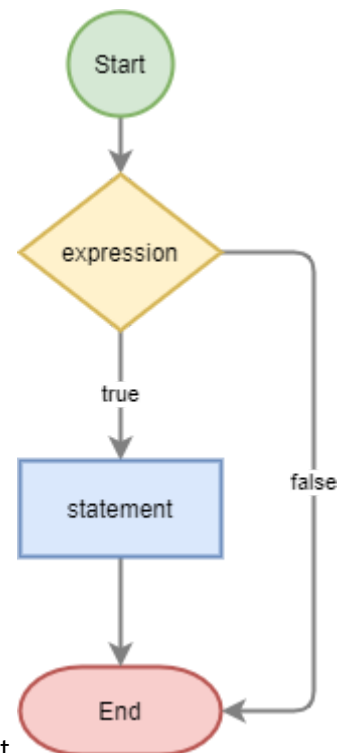 Start
expression
true
statement
false
End
t